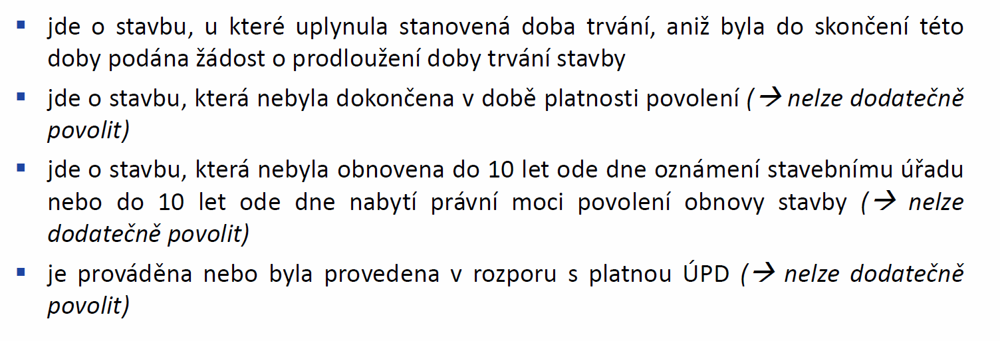 ▪ jde o stavbu, u které uplynula stanovená doba trvání, aniž byla do skončení této
doby podána žádost o prodloužení doby trvání stavby
▪ jde o stavbu, která nebyla dokončena v době platnosti povolení (→ nelze dodatečně
povolit)
▪ jde o stavbu, která nebyla obnovena do 10 let ode dne oznámení stavebnímu úřadu
nebo do 10 let ode dne nabytí právní moci povolení obnovy stavby (→ nelze
dodatečně povolit)
▪ je prováděna nebo byla provedena v rozporu s platnou ÚPD (→ nelze dodatečně
povolit)